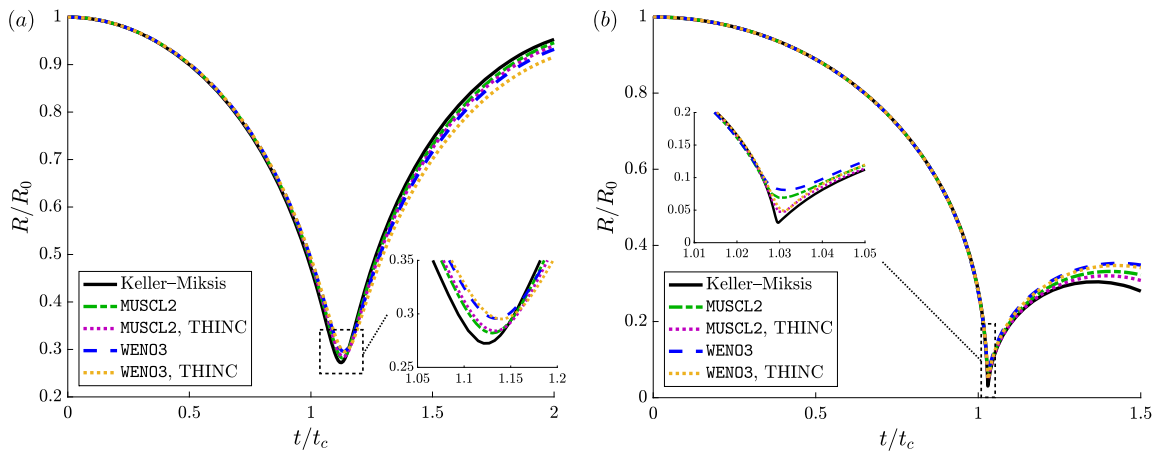 (a)
R/R₀
1
0.9
0.8
0.7
0.6
0.5
0.4
0.3
0.2
0
0.5
1
1.5
2
t/t_c
Keller–Miksis
MUSCL2
MUSCL2, THINC
WENO3
WENO3, THINC
0.35
0.3
0.25
1.05
1.1
1.15
1.2
(b)
R/R₀
1
0.8
0.6
0.4
0.2
0
0
0.5
1
1.5
t/t_c
0.2
0.15
0.1
0.05
0
1.01
1.02
1.03
1.04
1.05
Keller–Miksis
MUSCL2
MUSCL2, THINC
WENO3
WENO3, THINC